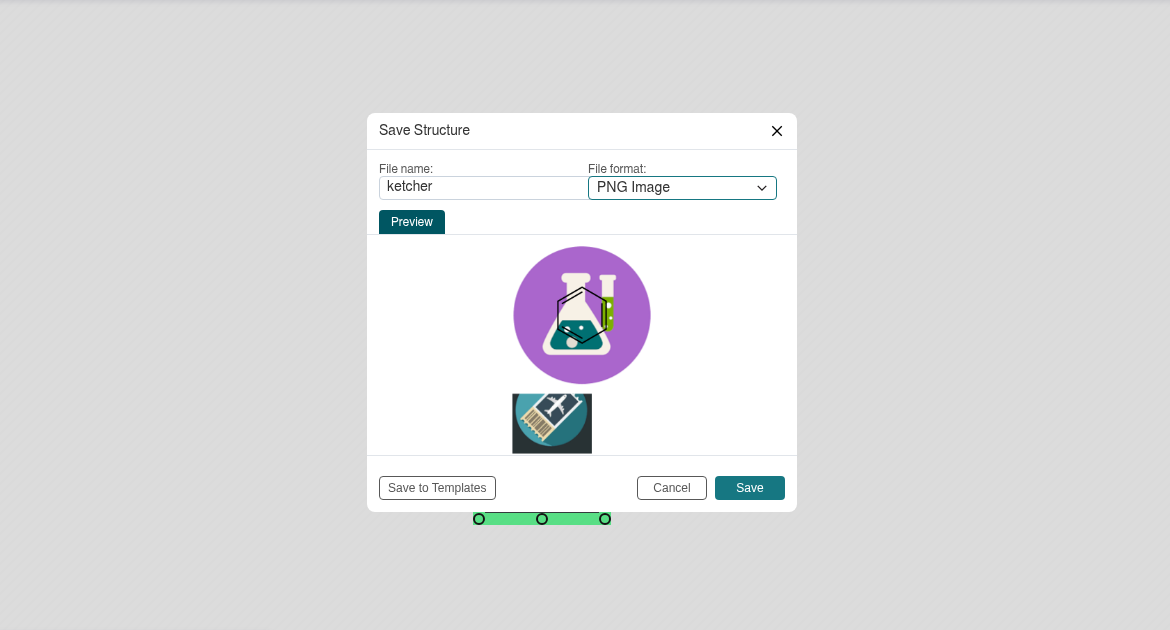 Save Structure
File name:
File format:
ketcher
PNG Image
Preview
Save to Templates
Cancel
Save